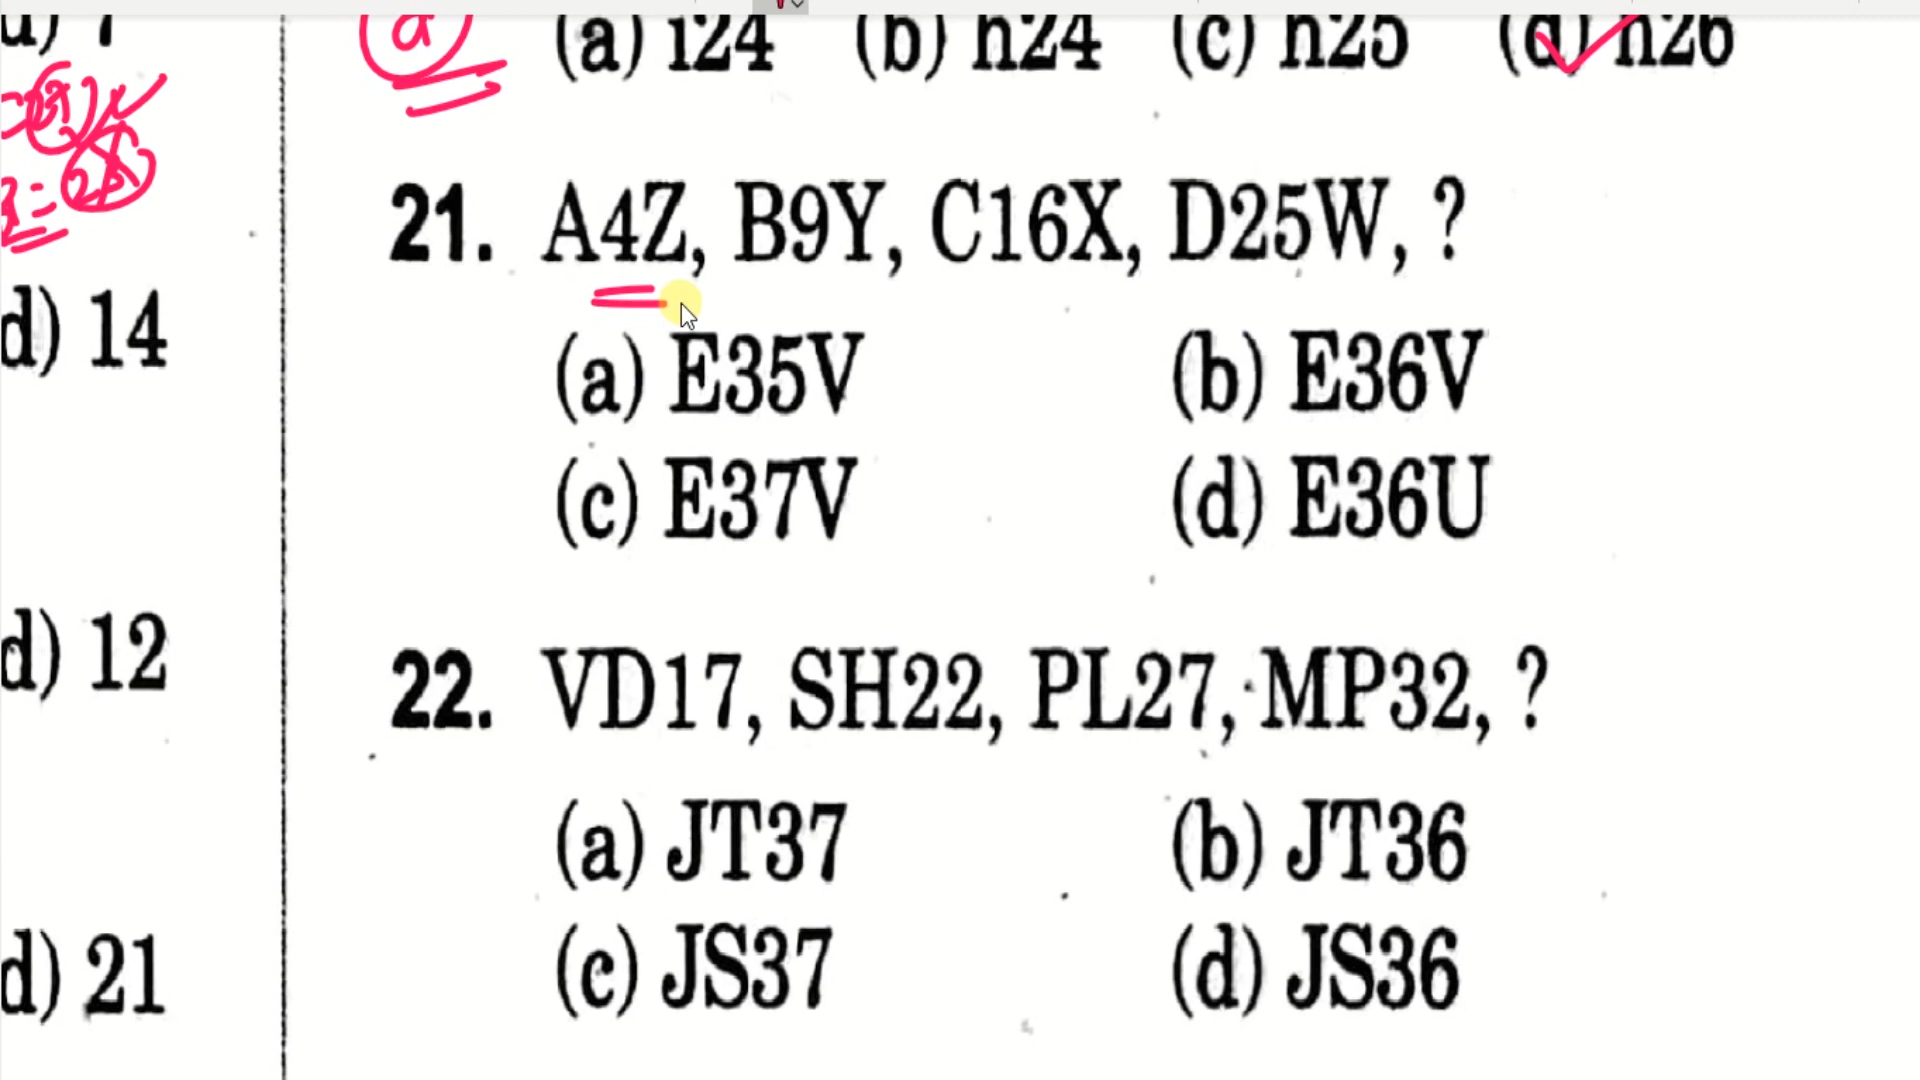 (a) i24 (b) h24 (c) h25 (d) h26
21. A4Z, B9Y, C16X, D25W, ?
(a) E35V (b) E36V
(c) E37V (d) E36U
22. VD17, SH22, PL27, MP32, ?
(a) JT37 (b) JT36
(c) JS37 (d) JS36
d) 14
d) 12
d) 21